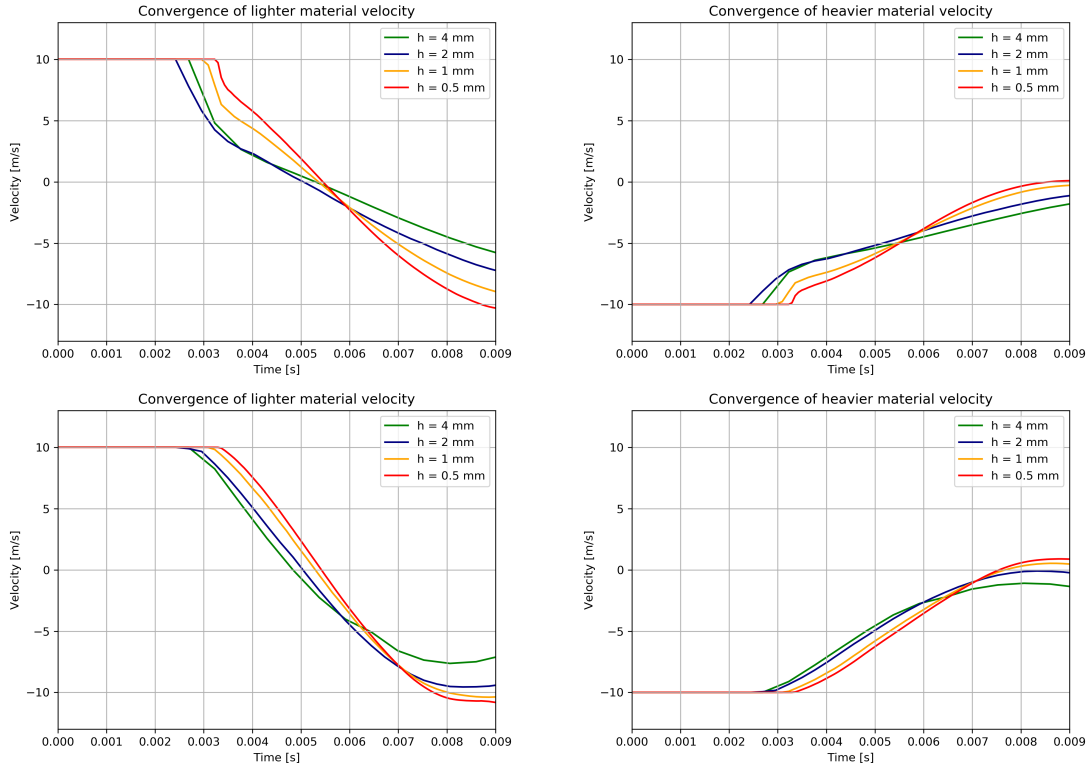 Convergence of lighter material velocity
10
5
0
−5
−10
Velocity [m/s]
h = 4 mm
h = 2 mm
h = 1 mm
h = 0.5 mm
0.000 0.001 0.002 0.003 0.004 0.005 0.006 0.007 0.008 0.009
Time [s]
Convergence of heavier material velocity
10
5
0
−5
−10
Velocity [m/s]
h = 4 mm
h = 2 mm
h = 1 mm
h = 0.5 mm
0.000 0.001 0.002 0.003 0.004 0.005 0.006 0.007 0.008 0.009
Time [s]
Convergence of lighter material velocity
10
5
0
−5
−10
Velocity [m/s]
h = 4 mm
h = 2 mm
h = 1 mm
h = 0.5 mm
0.000 0.001 0.002 0.003 0.004 0.005 0.006 0.007 0.008 0.009
Time [s]
Convergence of heavier material velocity
10
5
0
−5
−10
Velocity [m/s]
h = 4 mm
h = 2 mm
h = 1 mm
h = 0.5 mm
0.000 0.001 0.002 0.003 0.004 0.005 0.006 0.007 0.008 0.009
Time [s]